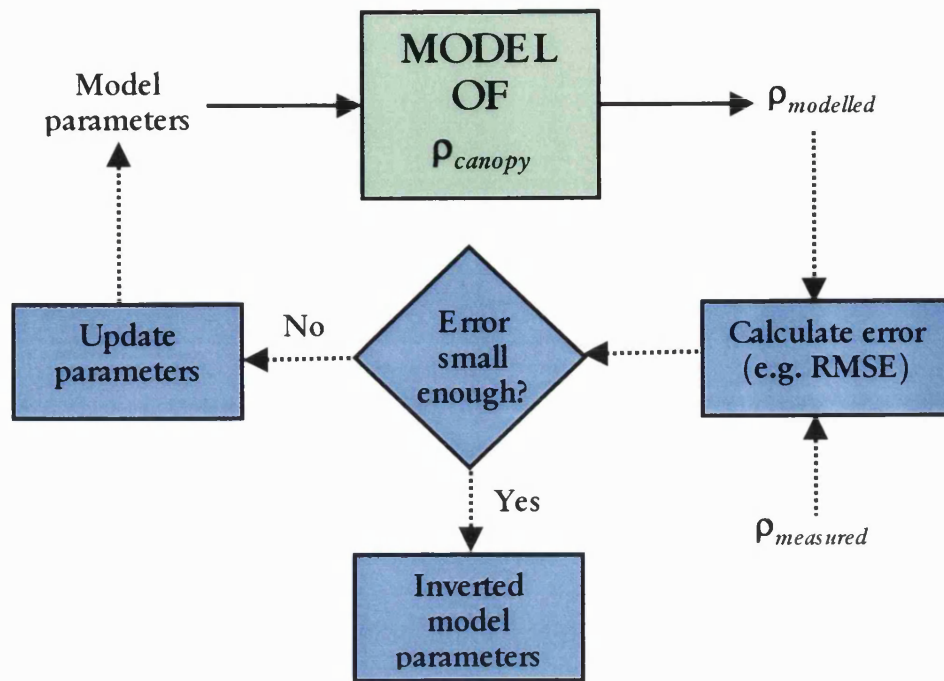 Model
parameters
MODEL
OF
ρcanopy
ρmodelled
Update
parameters
No
Error
small
enough?
Calculate error
(e.g. RMSE)
Yes
ρmeasured
Inverted
model
parameters